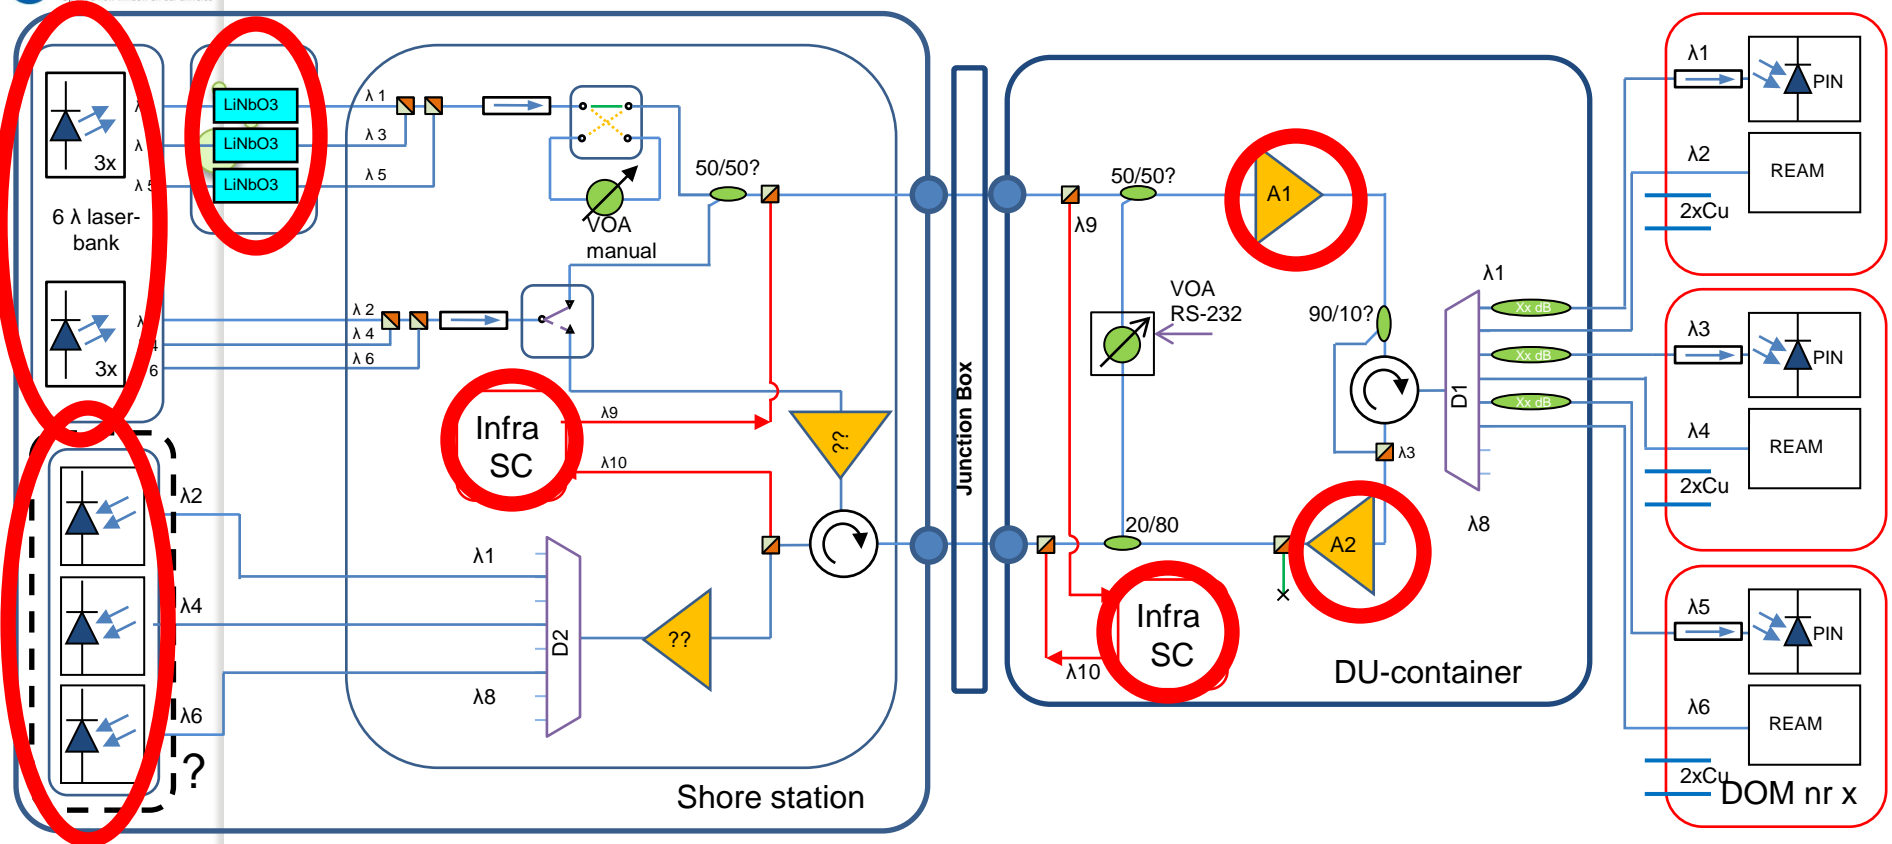 LiNbO3
LiNbO3
LiNbO3
λ
λ
λ 5
3x
6 λ laser-
bank
λ
4
6
3x
λ 1
λ 3
λ 5
50/50?
VOA
manual
λ 2
λ 4
λ 6
Infra
SC
λ9
λ10
??
λ2
λ4
λ6
?
λ1
λ8
D2
??
Shore station
Junction Box
50/50?
A1
λ9
VOA
RS-232
90/10?
λ1
Xx dB
Xx dB
Xx dB
D1
λ3
λ8
20/80
A2
Infra
SC
λ10
DU-container
λ1
PIN
λ2
REAM
2xCu
λ3
PIN
λ4
REAM
2xCu
λ5
PIN
λ6
REAM
2xCu
DOM nr x